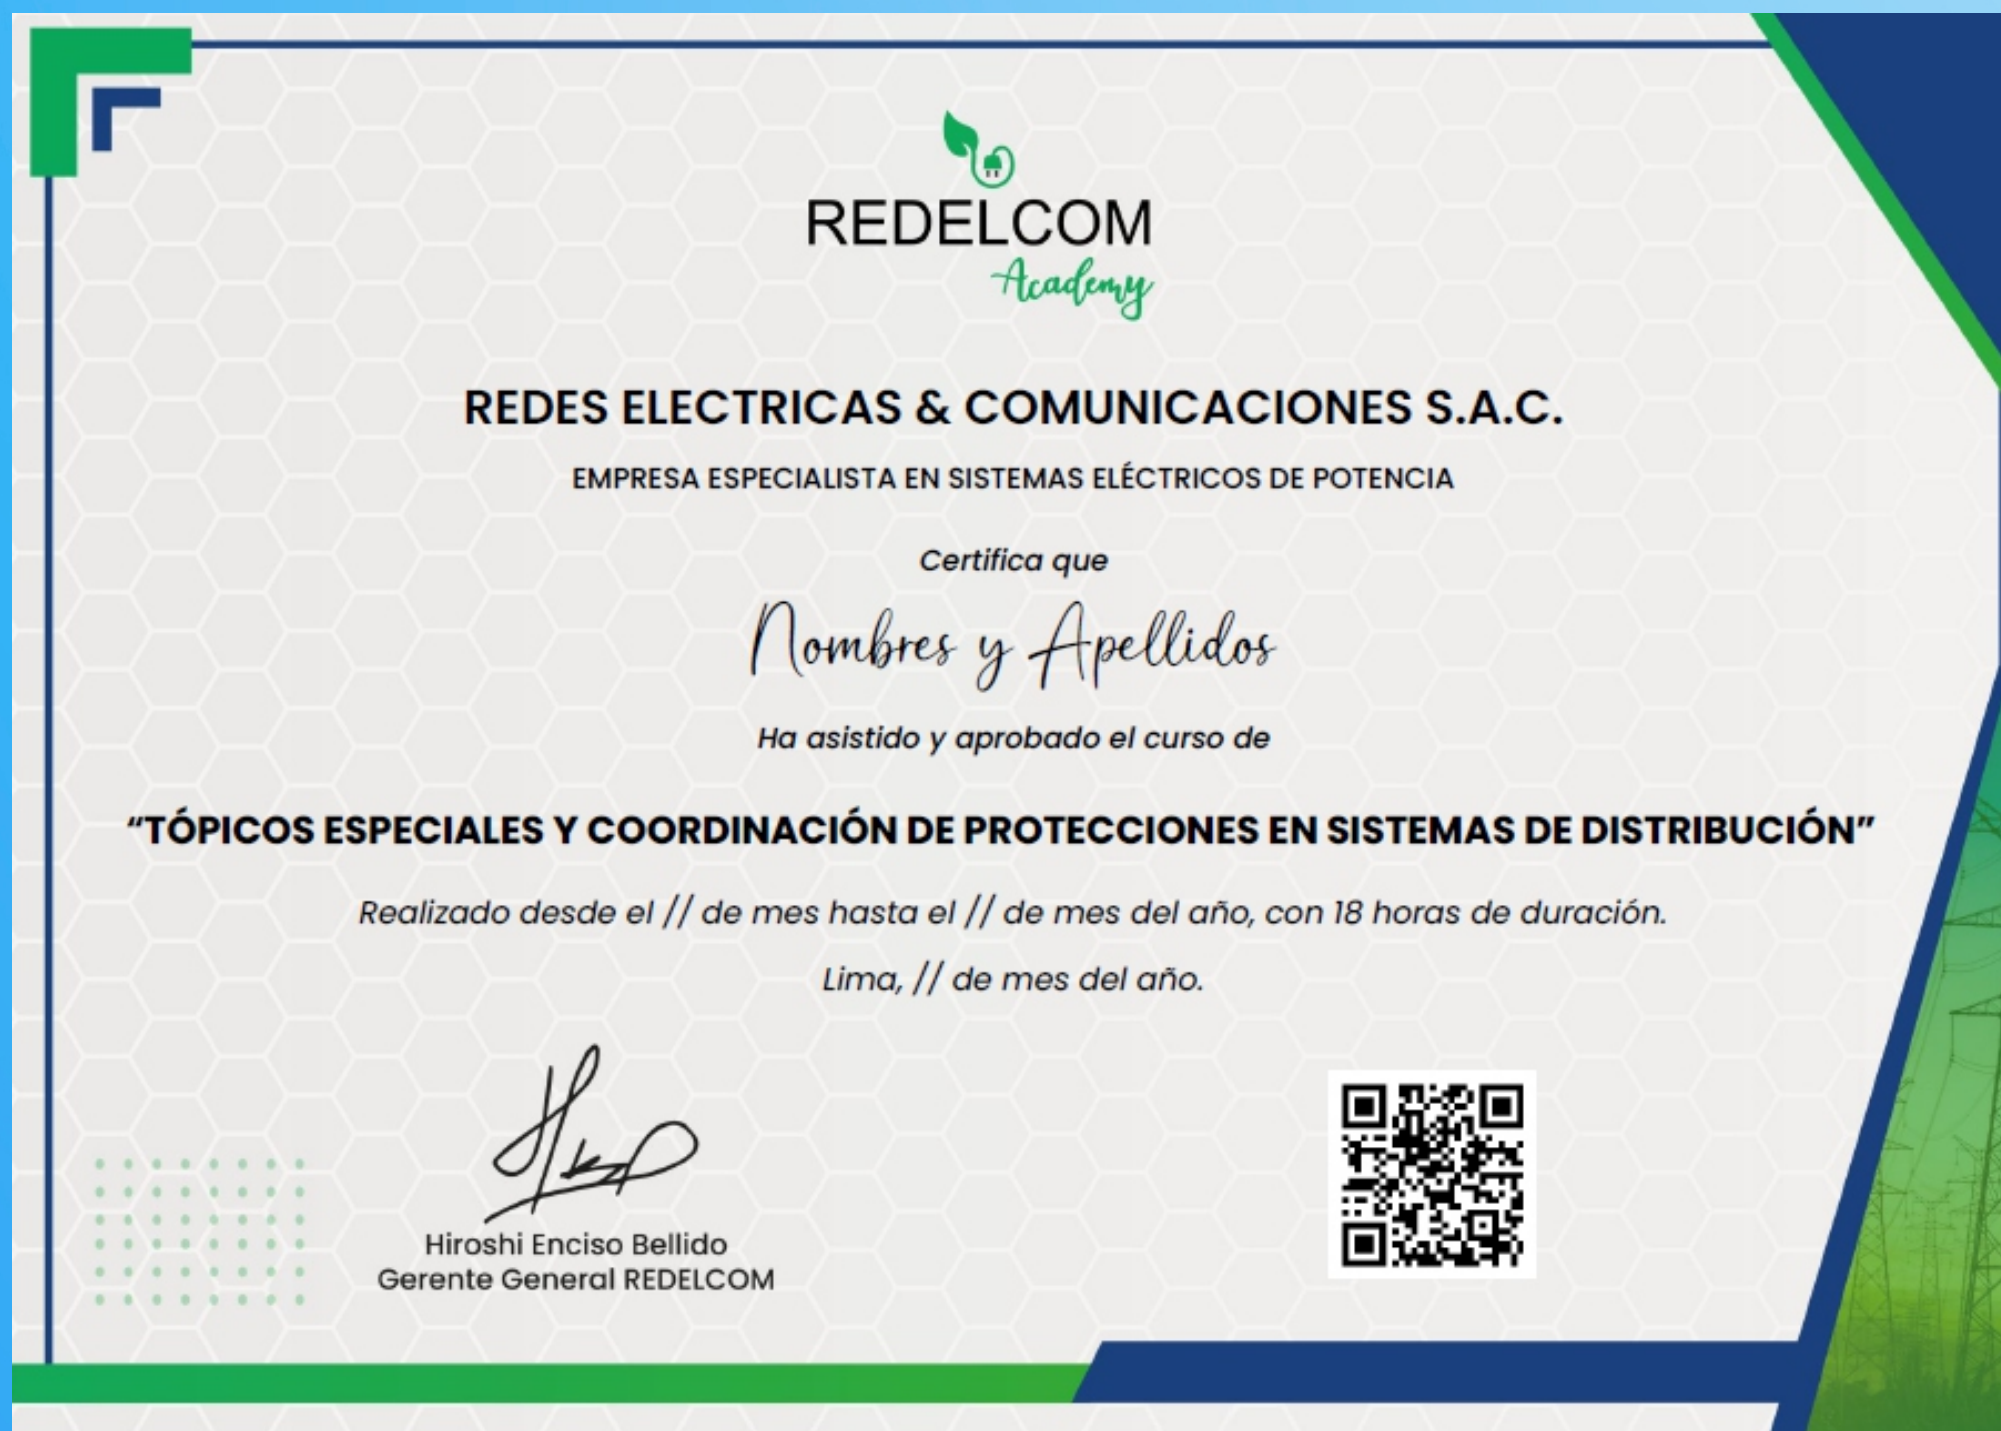 REDELCOM
Academy
REDES ELECTRICAS & COMUNICACIONES S.A.C.
EMPRESA ESPECIALISTA EN SISTEMAS ELÉCTRICOS DE POTENCIA
Certifica que
Nombres y Apellidos
Ha asistido y aprobado el curso de
“TÓPICOS ESPECIALES Y COORDINACIÓN DE PROTECCIONES EN SISTEMAS DE DISTRIBUCIÓN”
Realizado desde el // de mes hasta el // de mes del año, con 18 horas de duración.
Lima, // de mes del año.
Hiroshi Enciso Bellido
Gerente General REDELCOM